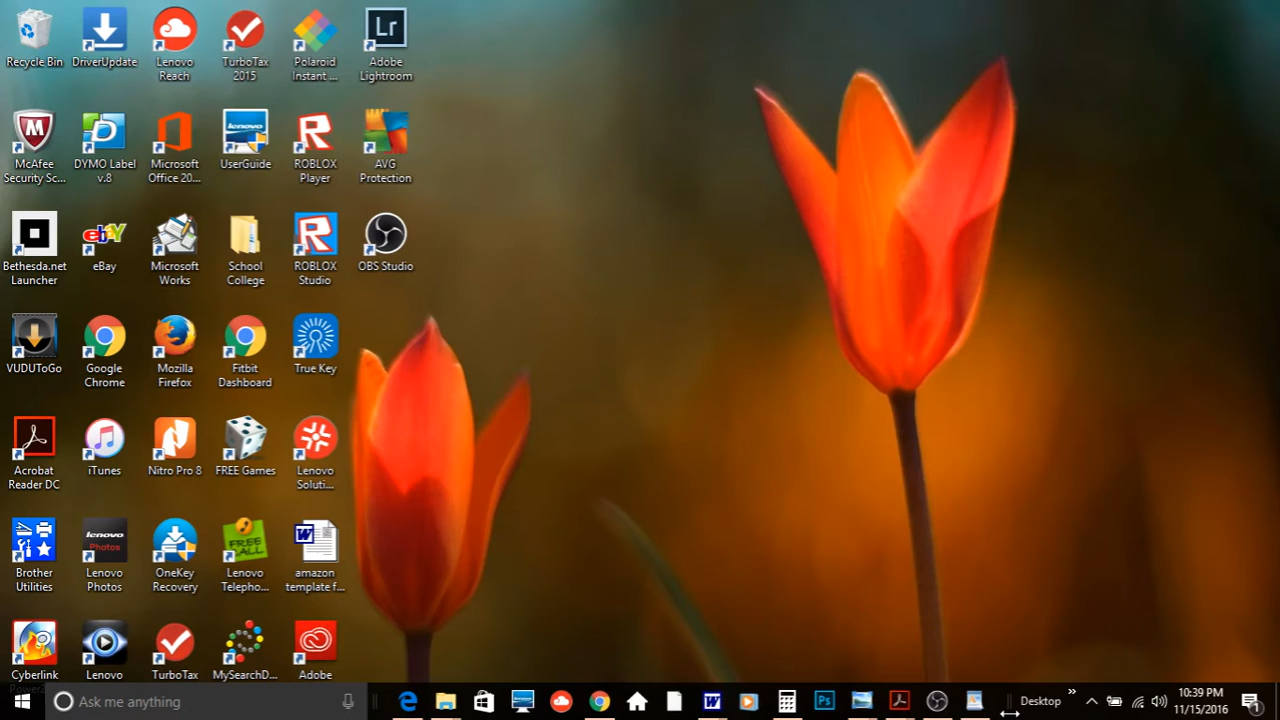 Recycle Bin
DriverUpdate
Lenovo
Reach
TurboTax
2015
Polaroid
Instant ...
Lr
Adobe
Lightroom
McAfee
Security Sc...
DYMO Label
v.8
Microsoft
Office 20...
lenovo
UserGuide
ROBLOX
Player
AVG
Protection
Bethesda.net
Launcher
ebay
eBay
Microsoft
Works
School
College
ROBLOX
Studio
OBS Studio
VUDUToGo
Google
Chrome
Mozilla
Firefox
Fitbit
Dashboard
True Key
Acrobat
Reader DC
iTunes
Nitro Pro 8
FREE Games
Lenovo
Soluti...
Brother
Utilities
lenovo
Photos
Lenovo
Photos
OneKey
Recovery
FREE
CALL
Lenovo
Telepho...
W
amazon
template f...
Cyberlink
Lenovo
TurboTax
MySearchD...
Adobe
Ask me anything
W
Ps
Desktop
10:39 PM
11/15/2016
1